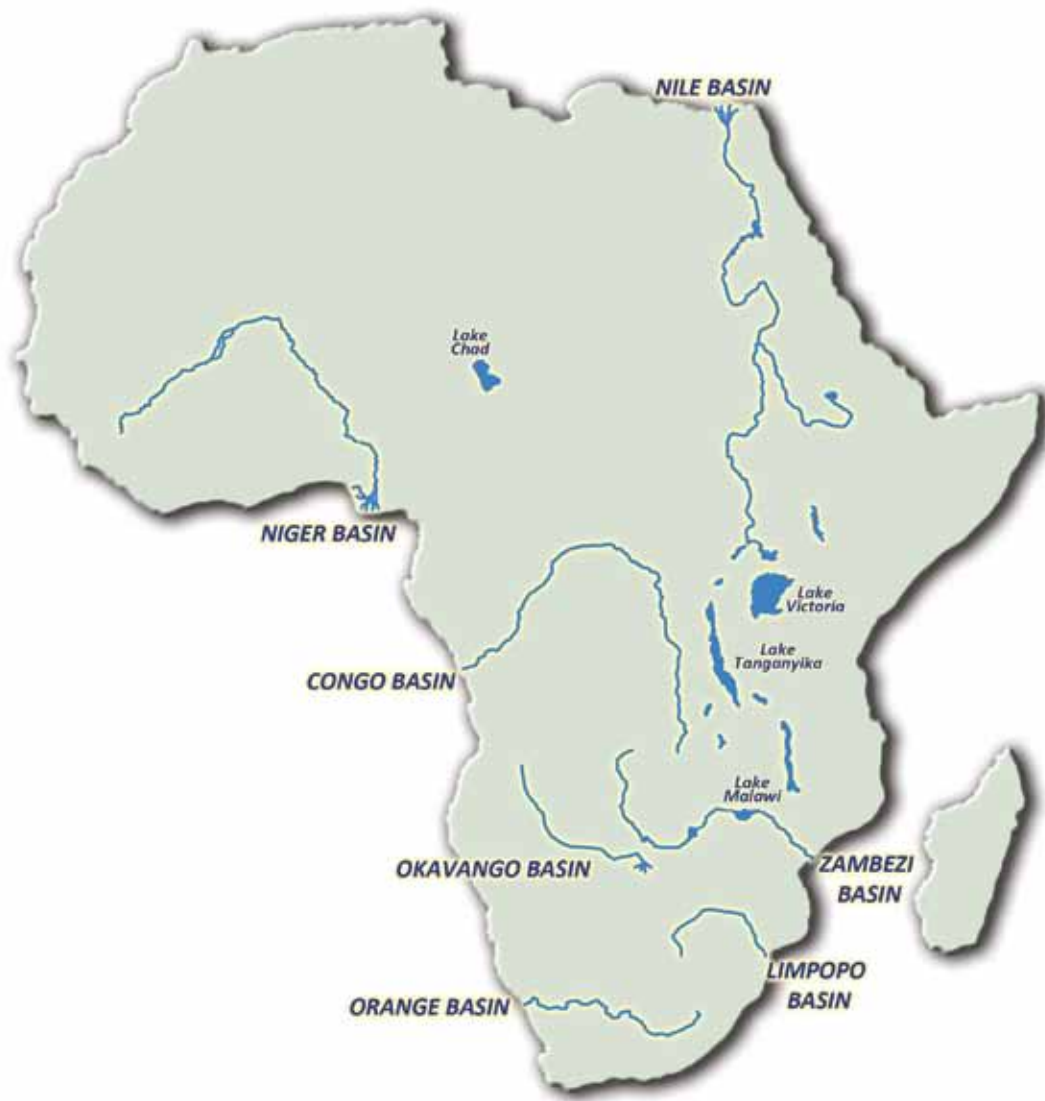 NILE BASIN
Lake
Chad
NIGER BASIN
Lake
Victoria
Lake
Tanganyika
CONGO BASIN
Lake
Malawi
OKAVANGO BASIN
ZAMBEZI
BASIN
LIMPOPO
BASIN
ORANGE BASIN